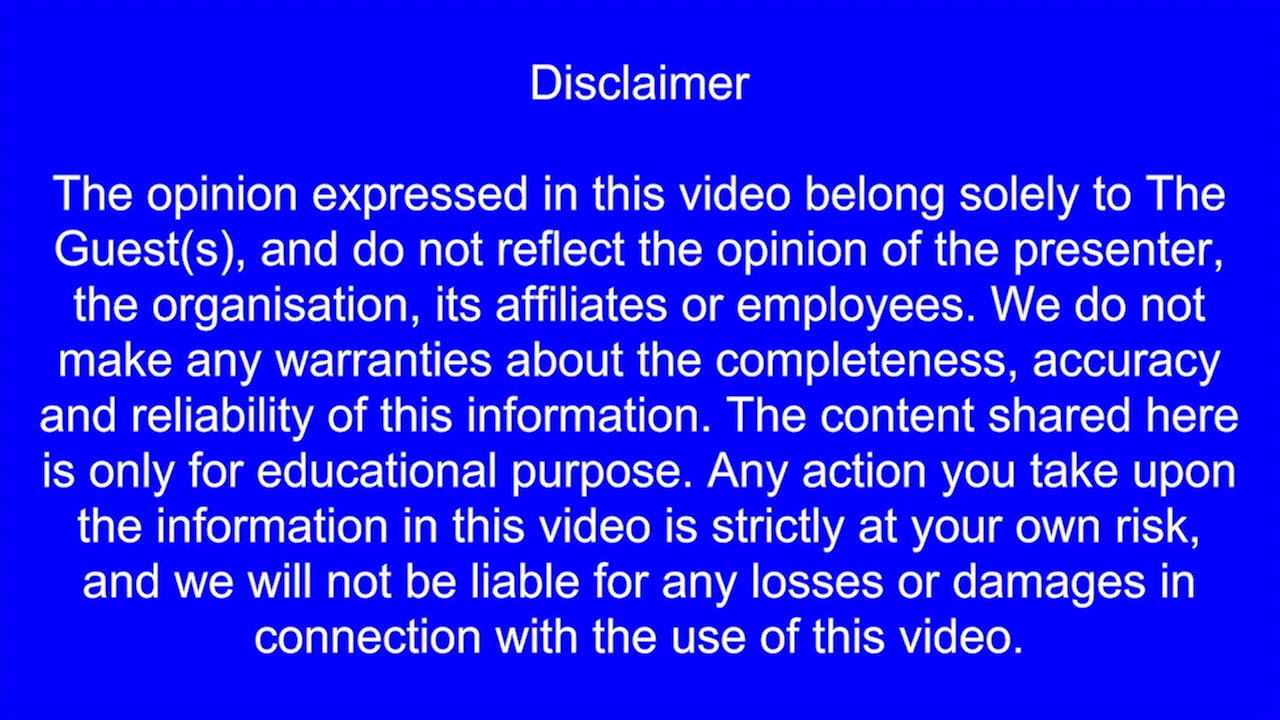 Disclaimer
The opinion expressed in this video belong solely to The
Guest(s), and do not reflect the opinion of the presenter,
the organisation, its affiliates or employees. We do not
make any warranties about the completeness, accuracy
and reliability of this information. The content shared here
is only for educational purpose. Any action you take upon
the information in this video is strictly at your own risk,
and we will not be liable for any losses or damages in
connection with the use of this video.